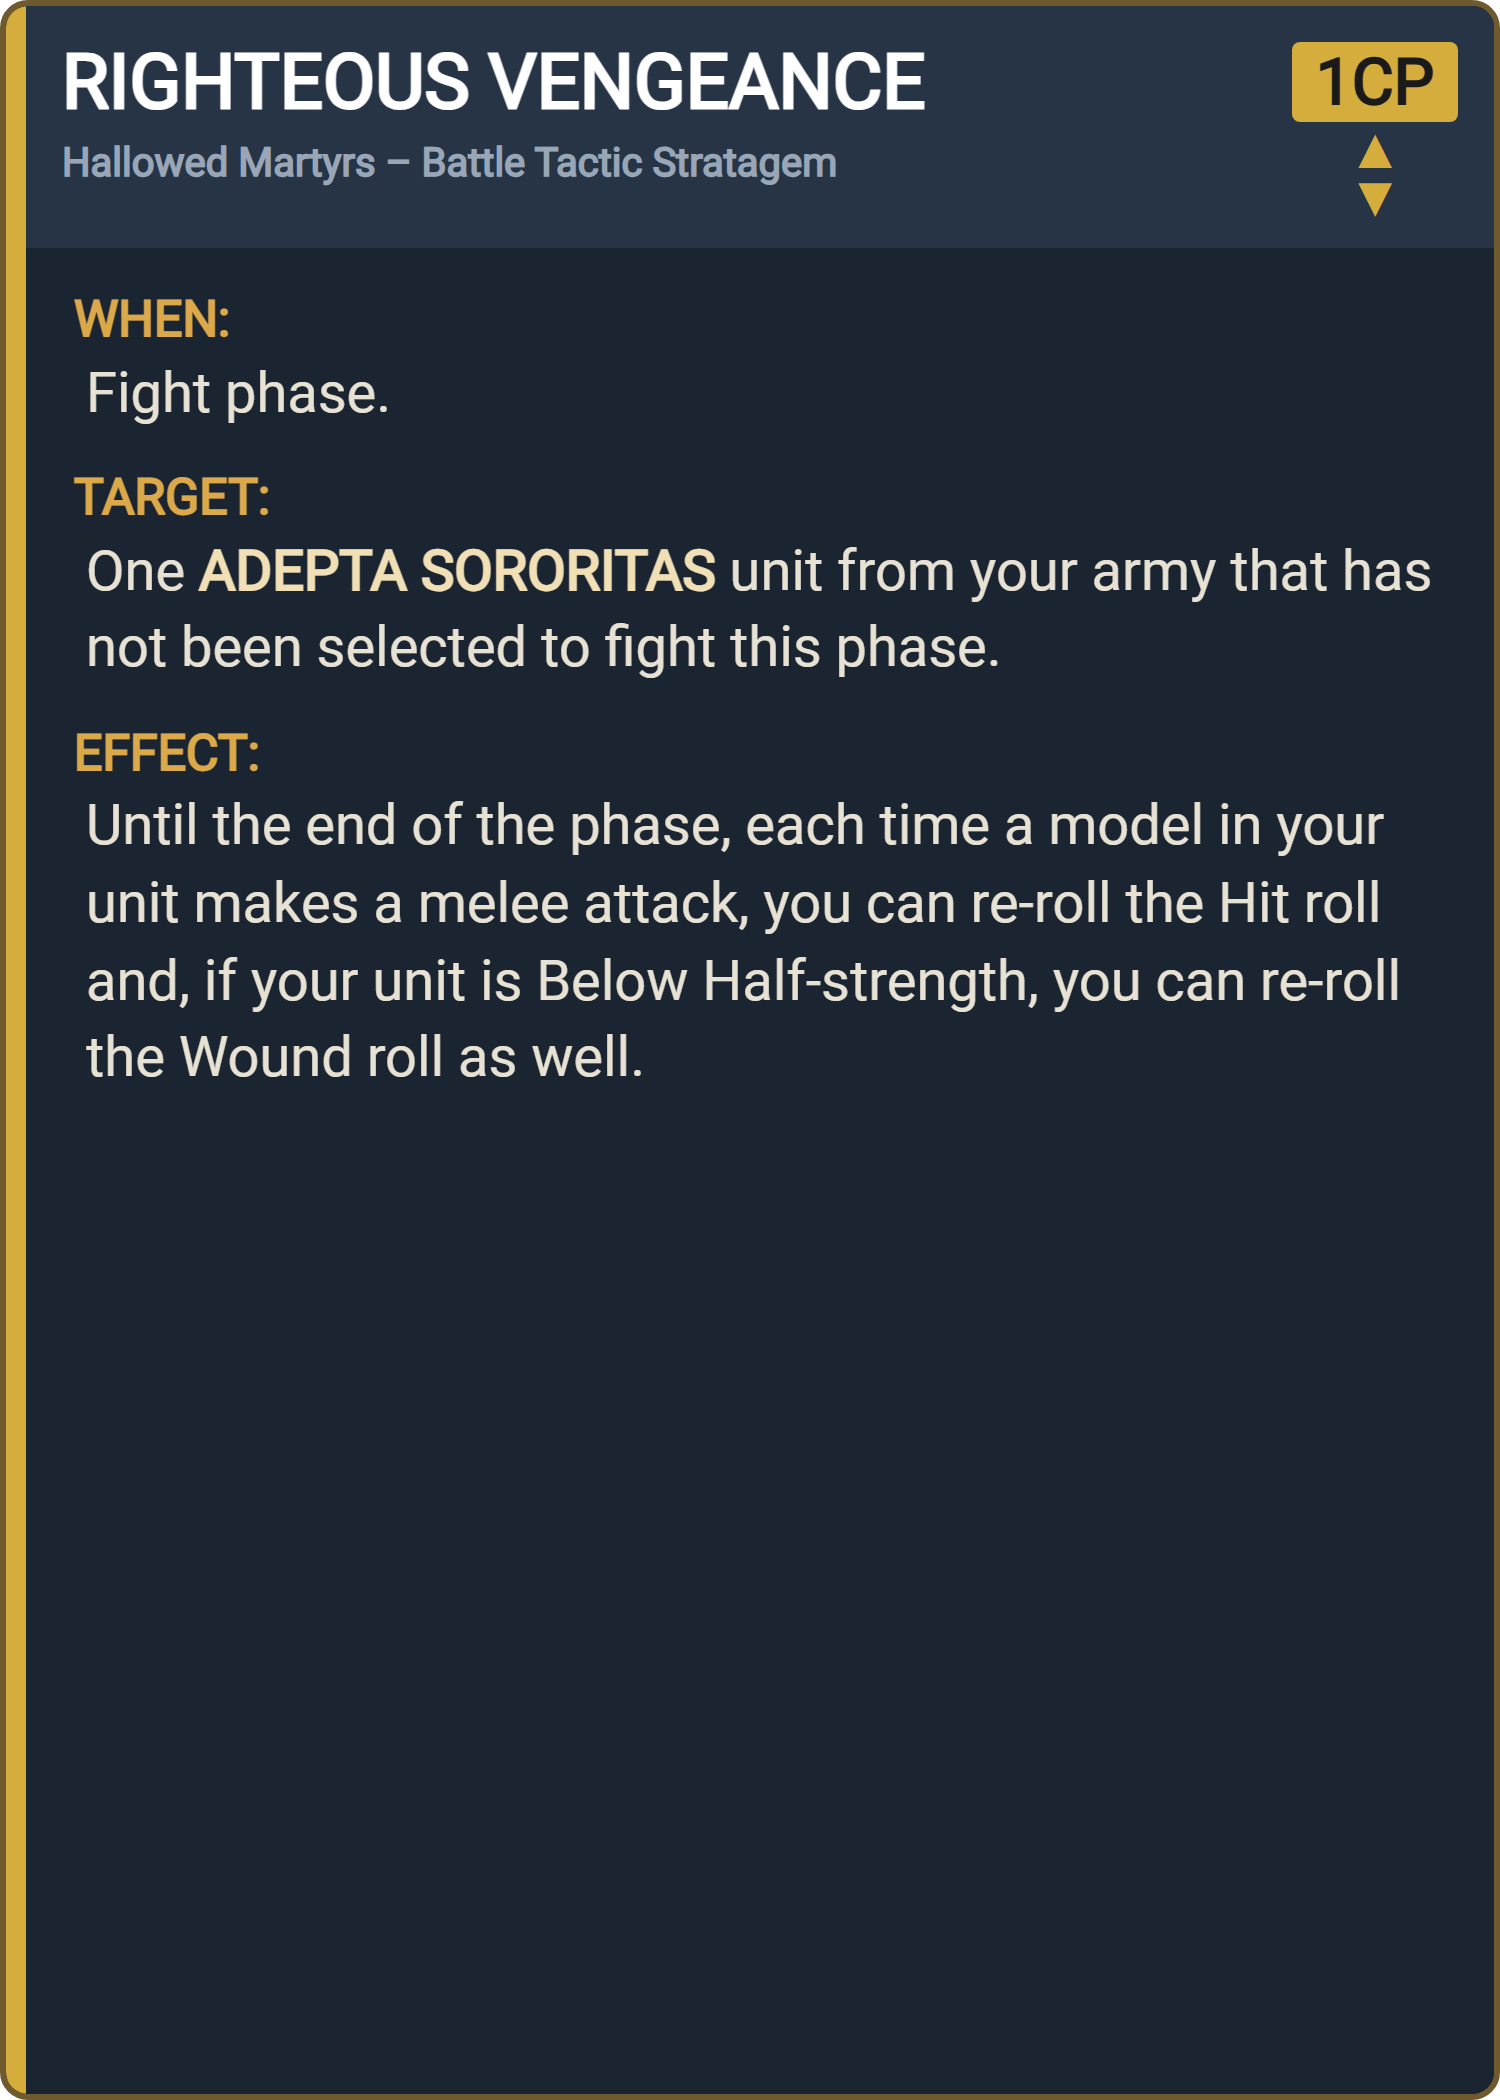 RIGHTEOUS VENGEANCE
1CP
Hallowed Martyrs – Battle Tactic Stratagem
WHEN:
Fight phase.
TARGET:
One ADEPTA SORORITAS unit from your army that has
not been selected to fight this phase.
EFFECT:
Until the end of the phase, each time a model in your
unit makes a melee attack, you can re-roll the Hit roll
and, if your unit is Below Half-strength, you can re-roll
the Wound roll as well.